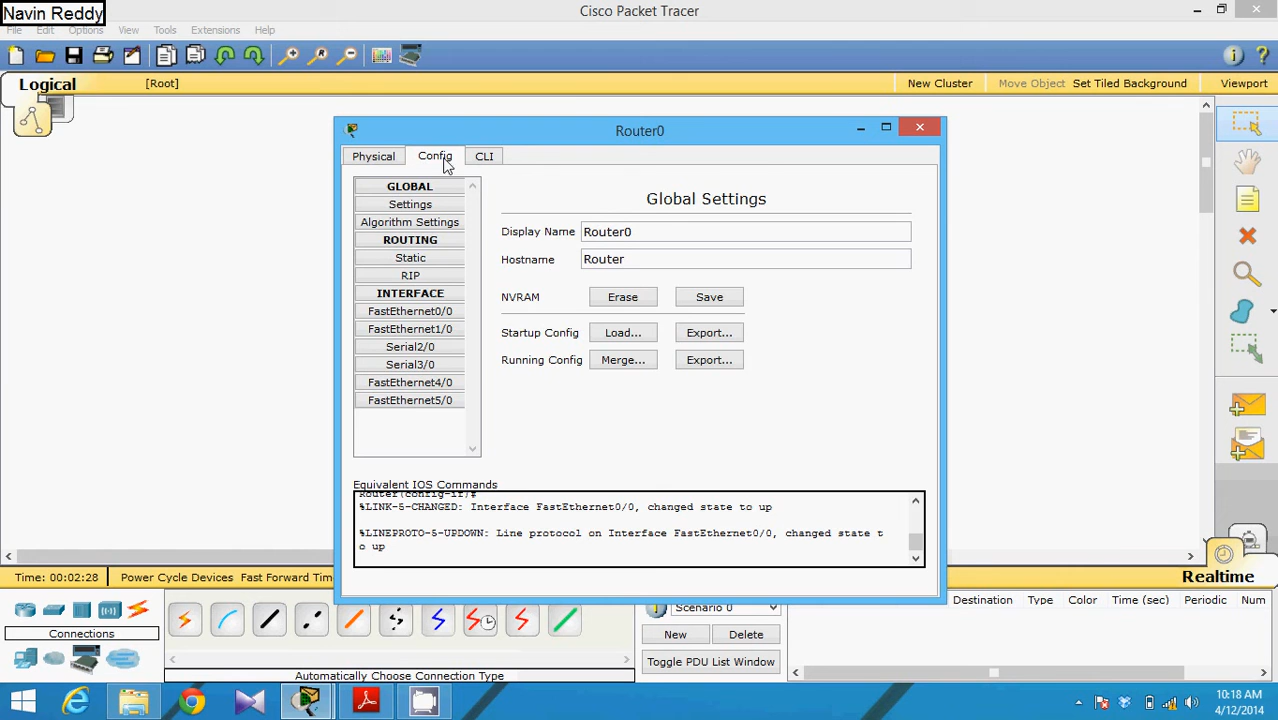 Navin Reddy
Cisco Packet Tracer
File Edit Options View Tools Extensions Help
Logical [Root] New Cluster Move Object Set Tiled Background Viewport
Router0
Physical Config CLI
GLOBAL
Settings
Algorithm Settings
ROUTING
Static
RIP
INTERFACE
FastEthernet0/0
FastEthernet1/0
Serial2/0
Serial3/0
FastEthernet4/0
FastEthernet5/0
Global Settings
Display Name Router0
Hostname Router
NVRAM Erase Save
Startup Config Load... Export...
Running Config Merge... Export...
Equivalent IOS Commands
Router(config-if)#
%LINK-5-CHANGED: Interface FastEthernet0/0, changed state to up
%LINEPROTO-5-UPDOWN: Line protocol on Interface FastEthernet0/0, changed state t
o up
Time: 00:02:28 Power Cycle Devices Fast Forward Tim
Realtime
Connections
Automatically Choose Connection Type
Scenario 0
New Delete
Toggle PDU List Window
Destination Type Color Time (sec) Periodic Num
10:18 AM
4/12/2014